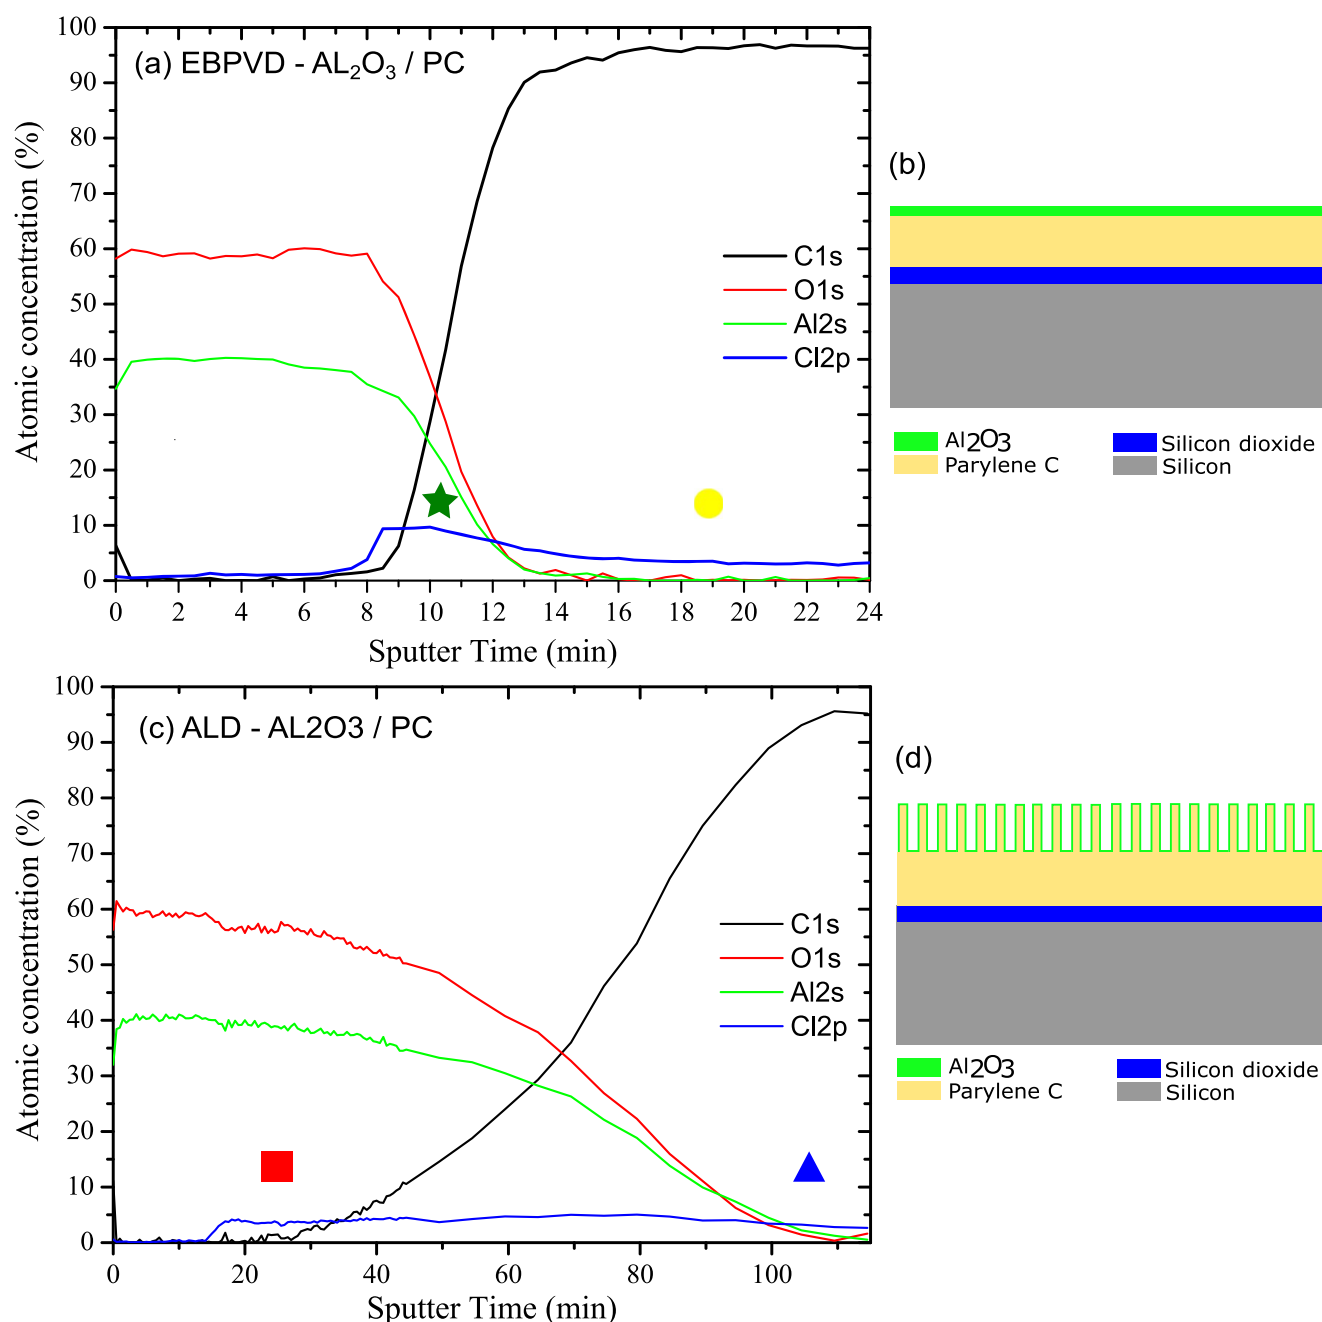 (a) EBPVD - AL₂O₃ / PC
Atomic concentration (%)
100
90
80
70
60
50
40
30
20
10
0
C1s
O1s
Al2s
Cl2p
0 2 4 6 8 10 12 14 16 18 20 22 24
Sputter Time (min)
(b)
Al2O3
Parylene C
Silicon dioxide
Silicon
(c) ALD - AL2O3 / PC
Atomic concentration (%)
100
90
80
70
60
50
40
30
20
10
0
C1s
O1s
Al2s
Cl2p
0 20 40 60 80 100
Sputter Time (min)
(d)
Al2O3
Parylene C
Silicon dioxide
Silicon